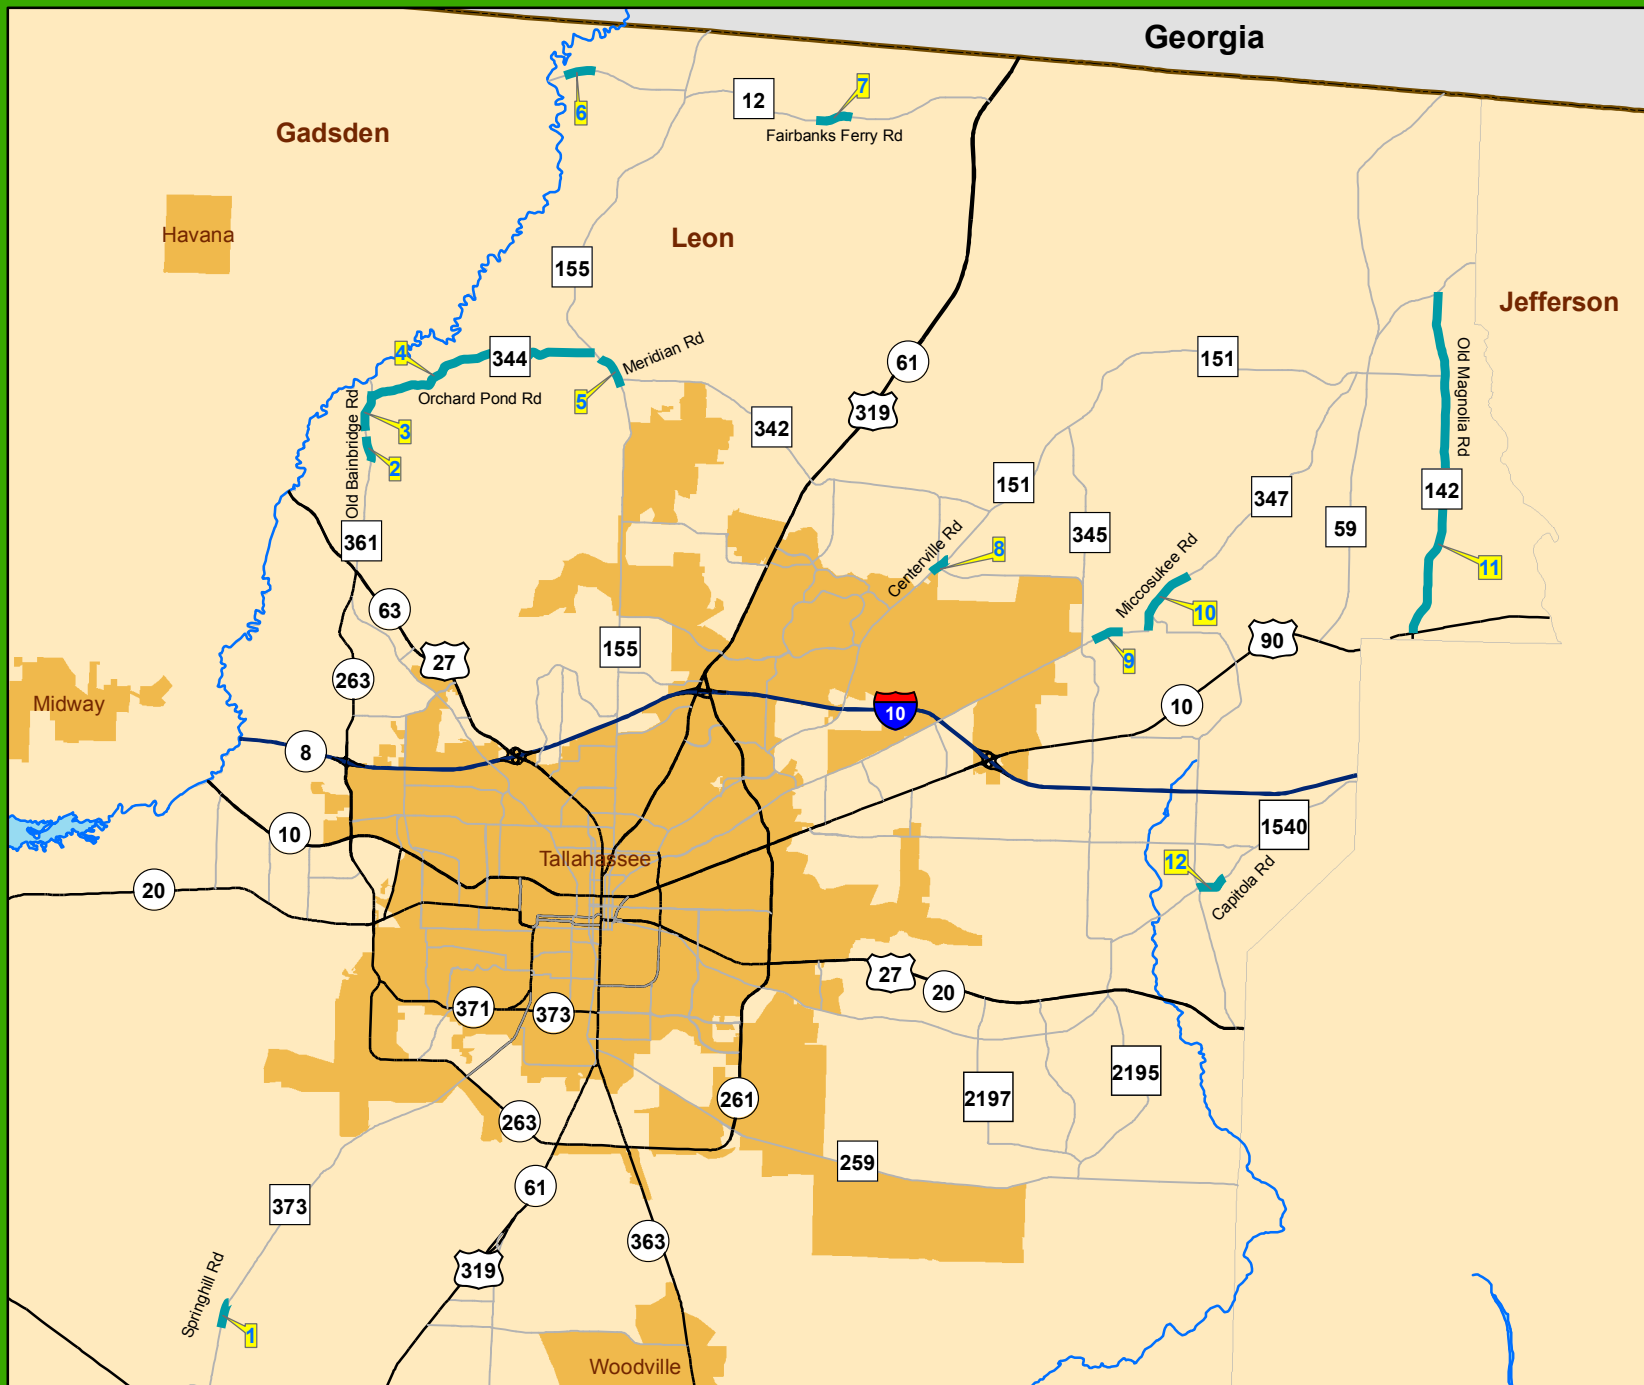 Georgia
7
12
6
Fairbanks Ferry Rd
Gadsden
Havana
Leon
155
Jefferson
4
344
Meridian Rd
61
151
Old Magnolia Rd
5
Orchard Pond Rd
319
342
3
Old Bainbridge Rd
2
151
347
142
59
345
361
Centerville Rd
8
Miccosukee Rd
11
63
10
155
90
27
9
263
Midway
10
10
8
1540
10
Tallahassee
12
20
Capitola Rd
27
20
371
373
2195
2197
261
263
259
61
373
363
319
Springhill Rd
1
Woodville